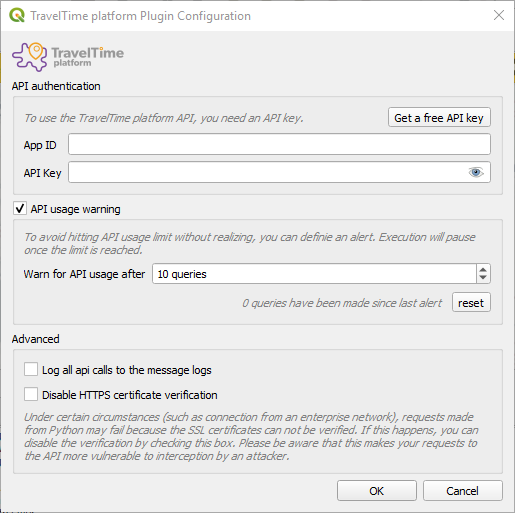 TravelTime platform Plugin Configuration
TravelTime
platform
API authentication
To use the TravelTime platform API, you need an API key.
Get a free API key
App ID
API Key
API usage warning
To avoid hitting API usage limit without realizing, you can definie an alert. Execution will pause
once the limit is reached.
Warn for API usage after
10 queries
0 queries have been made since last alert
reset
Advanced
Log all api calls to the message logs
Disable HTTPS certificate verification
Under certain circumstances (such as connection from an enterprise network), requests made
from Python may fail because the SSL certificates can not be verified. If this happens, you can
disable the verification by checking this box. Please be aware that this makes your requests to
the API more vulnerable to interception by an attacker.
OK
Cancel